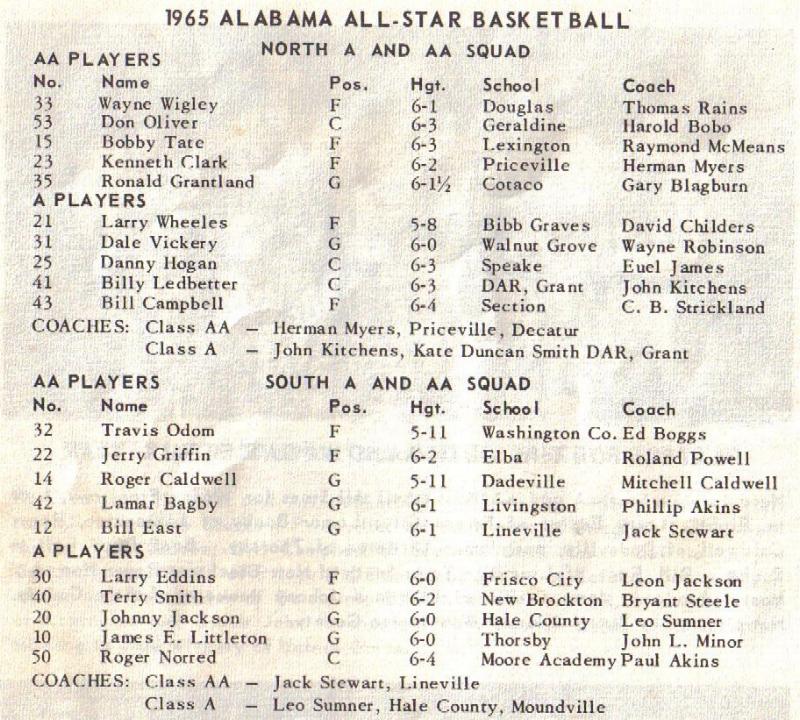 1965 ALABAMA ALL-STAR BASKETBALL
NORTH A AND AA SQUAD
AA PLAYERS
No. Name Pos. Hgt. School Coach
33 Wayne Wigley F 6-1 Douglas Thomas Rains
53 Don Oliver C 6-3 Geraldine Harold Bobo
15 Bobby Tate F 6-3 Lexington Raymond McMeans
23 Kenneth Clark F 6-2 Priceville Herman Myers
35 Ronald Grantland G 6-1½ Cotaco Gary Blagburn
A PLAYERS
21 Larry Wheeles F 5-8 Bibb Graves David Childers
31 Dale Vickery G 6-0 Walnut Grove Wayne Robinson
25 Danny Hogan C 6-3 Speake Euel James
41 Billy Ledbetter C 6-3 DAR, Grant John Kitchens
43 Bill Campbell F 6-4 Section C. B. Strickland
COACHES: Class AA — Herman Myers, Priceville, Decatur
Class A — John Kitchens, Kate Duncan Smith DAR, Grant
AA PLAYERS SOUTH A AND AA SQUAD
No. Name Pos. Hgt. School Coach
32 Travis Odom F 5-11 Washington Co. Ed Boggs
22 Jerry Griffin F 6-2 Elba Roland Powell
14 Roger Caldwell G 5-11 Dadeville Mitchell Caldwell
42 Lamar Bagby G 6-1 Livingston Phillip Akins
12 Bill East G 6-1 Lineville Jack Stewart
A PLAYERS
30 Larry Eddins F 6-0 Frisco City Leon Jackson
40 Terry Smith C 6-2 New Brockton Bryant Steele
20 Johnny Jackson G 6-0 Hale County Leo Sumner
10 James E. Littleton G 6-0 Thorsby John L. Minor
50 Roger Norred C 6-4 Moore Academy Paul Akins
COACHES: Class AA — Jack Stewart, Lineville
Class A — Leo Sumner, Hale County, Moundville